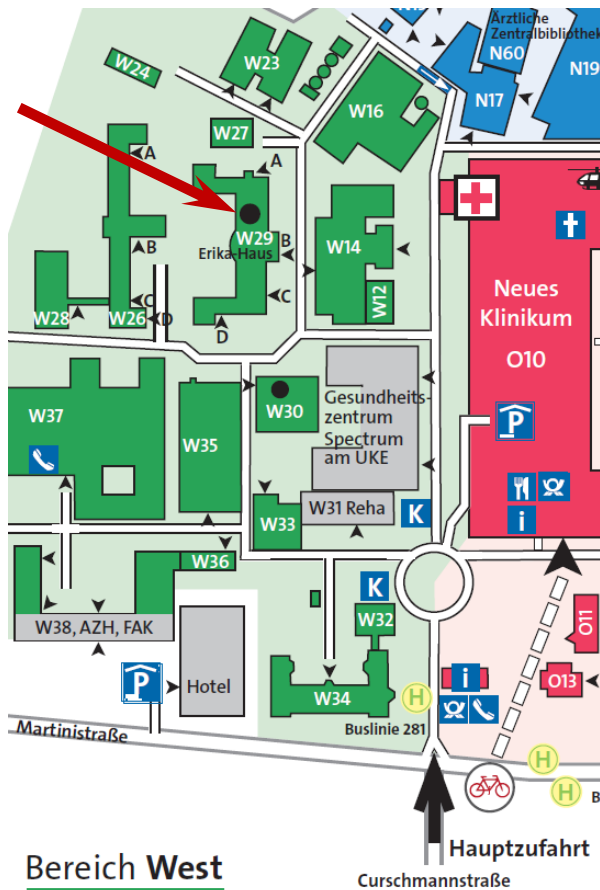 Ärztliche
Zentralbibliothek
N60
N19
N17
W23
W24
W27
W16
A
A
W29
B
Erika-Haus
W14
B
C
W12
C
D
W28
W26
D
Neues
Klinikum
O10
W37
W35
W30
Gesundheits-
zentrum
Spectrum
am UKE
P
W31 Reha
K
W33
i
W36
K
W38, AZH, FAK
W32
O11
P
Hotel
W34
i
O13
H
Martinistraße
Buslinie 281
H
H
B
Hauptzufahrt
Bereich West
Curschmannstraße